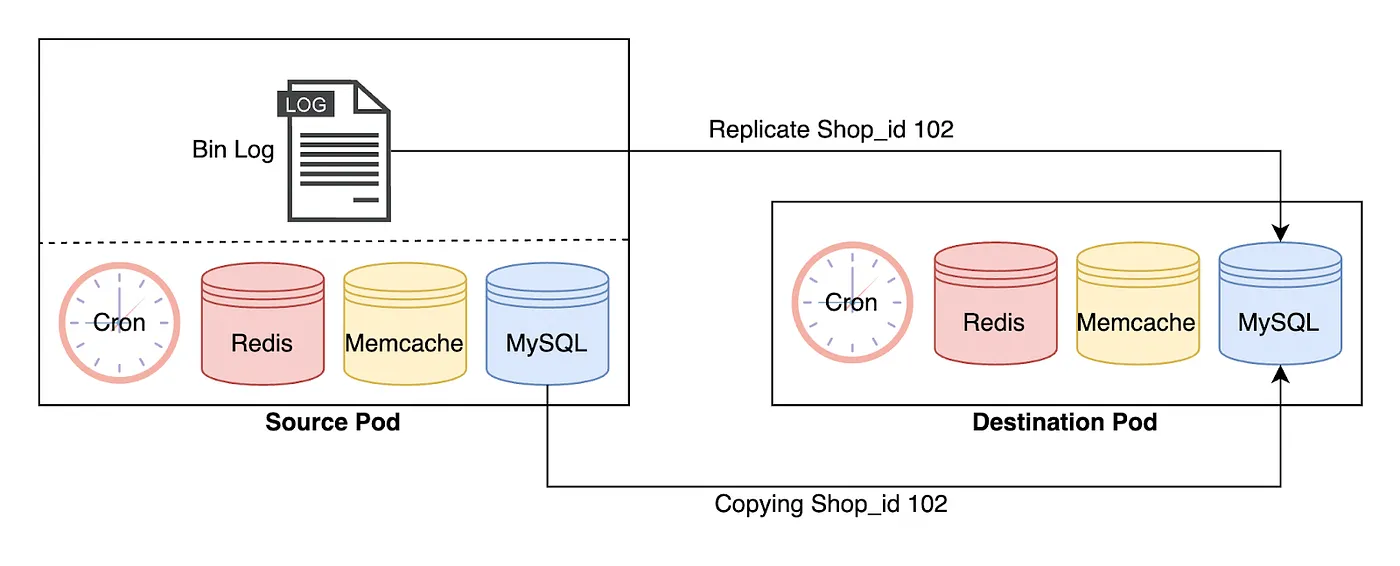 LOG
Bin Log
Replicate Shop_id 102
Cron
Redis
Memcache
MySQL
Source Pod
Cron
Redis
Memcache
MySQL
Destination Pod
Copying Shop_id 102